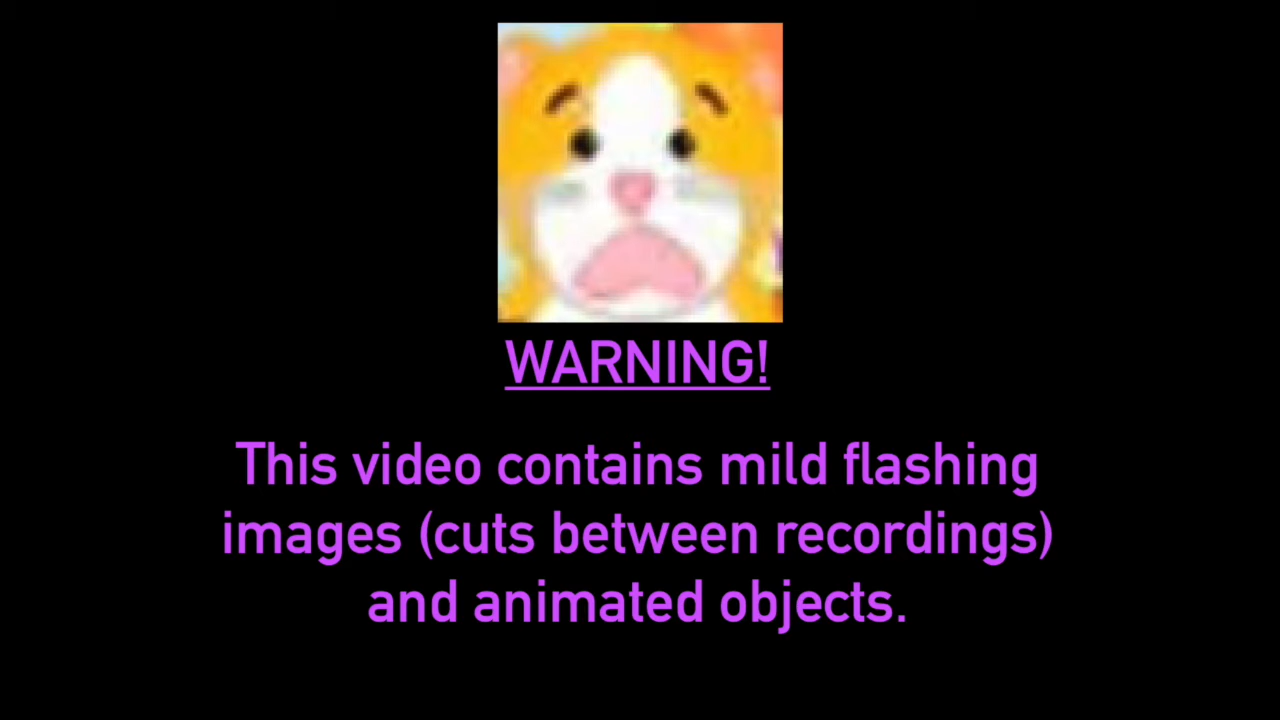 WARNING!
This video contains mild flashing
images (cuts between recordings)
and animated objects.